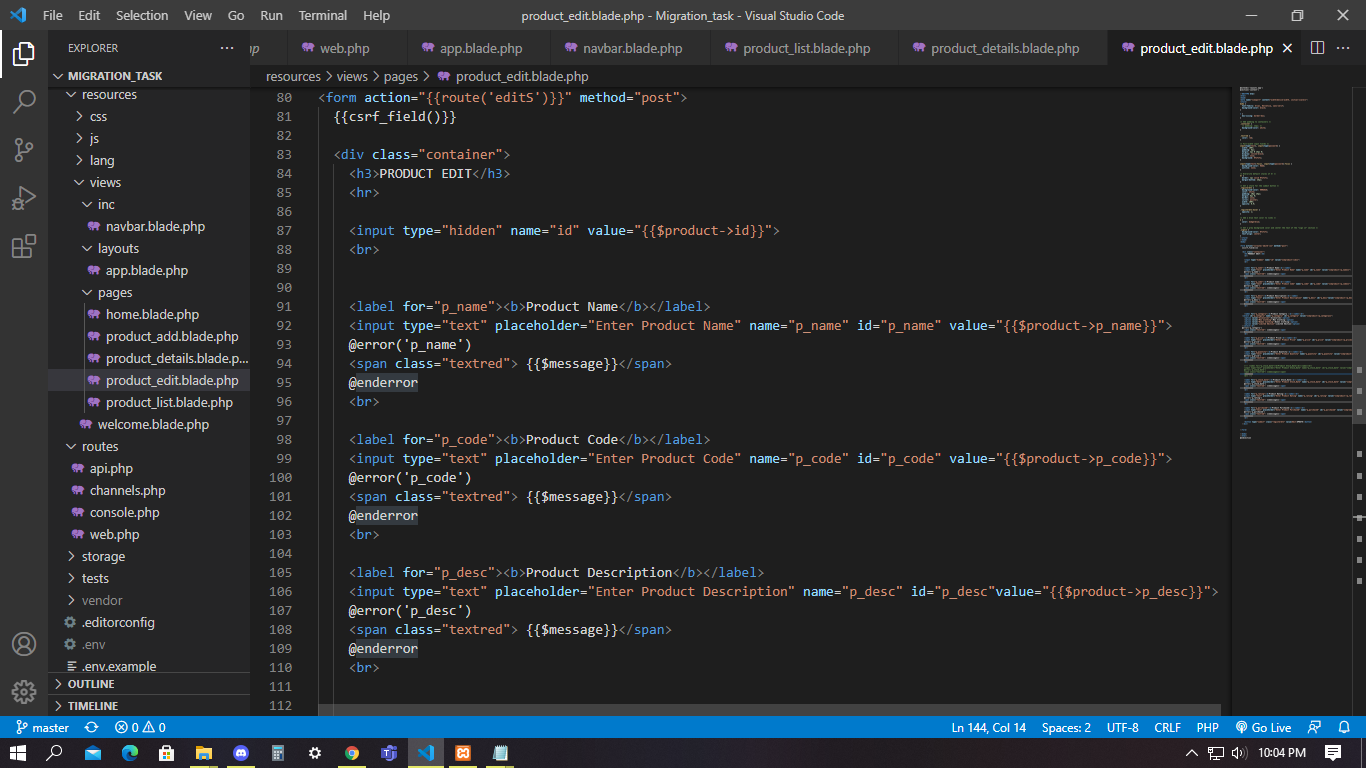 File Edit Selection View Go Run Terminal Help product_edit.blade.php - Migration_task - Visual Studio Code
EXPLORER
web.php app.blade.php navbar.blade.php product_list.blade.php product_details.blade.php product_edit.blade.php
MIGRATION_TASK
resources > views > pages > product_edit.blade.php
resources
css
js
lang
views
inc
navbar.blade.php
layouts
app.blade.php
pages
home.blade.php
product_add.blade.php
product_details.blade.p...
product_edit.blade.php
product_list.blade.php
welcome.blade.php
routes
api.php
channels.php
console.php
web.php
storage
tests
vendor
.editorconfig
.env
.env.example
OUTLINE
TIMELINE
80 <form action="{{route('editS')}}" method="post">
81 {{csrf_field()}}
82
83 <div class="container">
84 <h3>PRODUCT EDIT</h3>
85 <hr>
86
87 <input type="hidden" name="id" value="{{$product->id}}">
88 <br>
89
90
91 <label for="p_name"><b>Product Name</b></label>
92 <input type="text" placeholder="Enter Product Name" name="p_name" id="p_name" value="{{$product->p_name}}">
93 @error('p_name')
94 <span class="textred"> {{$message}}</span>
95 @enderror
96 <br>
97
98 <label for="p_code"><b>Product Code</b></label>
99 <input type="text" placeholder="Enter Product Code" name="p_code" id="p_code" value="{{$product->p_code}}">
100 @error('p_code')
101 <span class="textred"> {{$message}}</span>
102 @enderror
103 <br>
104
105 <label for="p_desc"><b>Product Description</b></label>
106 <input type="text" placeholder="Enter Product Description" name="p_desc" id="p_desc"value="{{$product->p_desc}}">
107 @error('p_desc')
108 <span class="textred"> {{$message}}</span>
109 @enderror
110 <br>
111
112
master 0 0 Ln 144, Col 14 Spaces: 2 UTF-8 CRLF PHP Go Live
10:04 PM